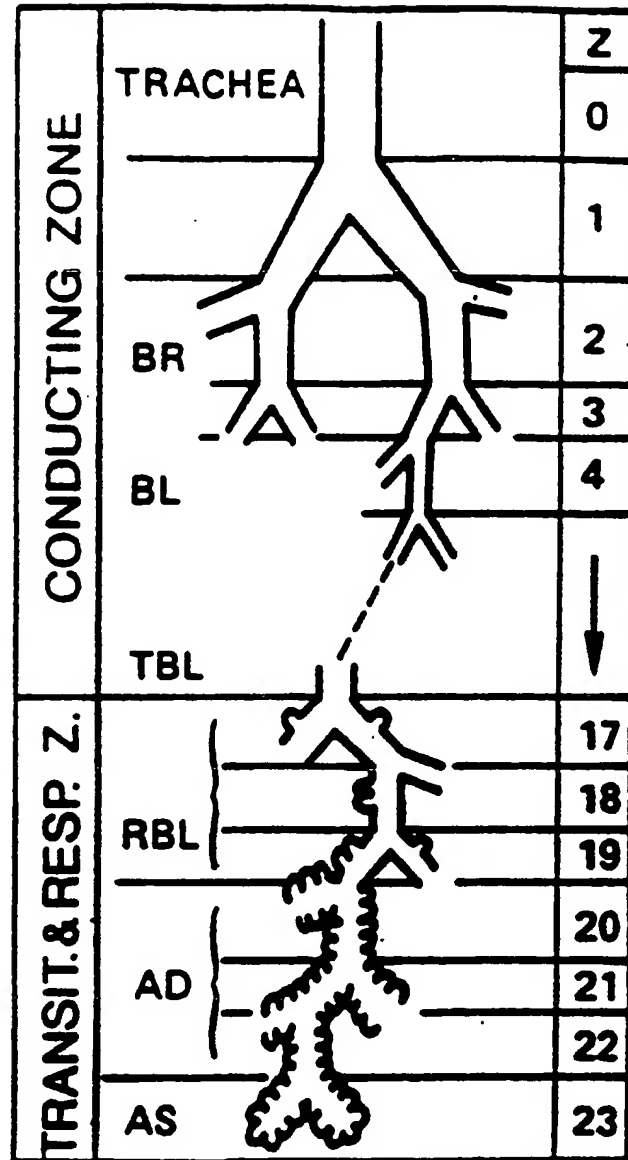 Z
TRACHEA
0
1
BR
2
3
BL
4
TBL
CONDUCTING ZONE
17
18
RBL
19
20
AD
21
22
AS
23
TRANSIT.& RESP. Z.